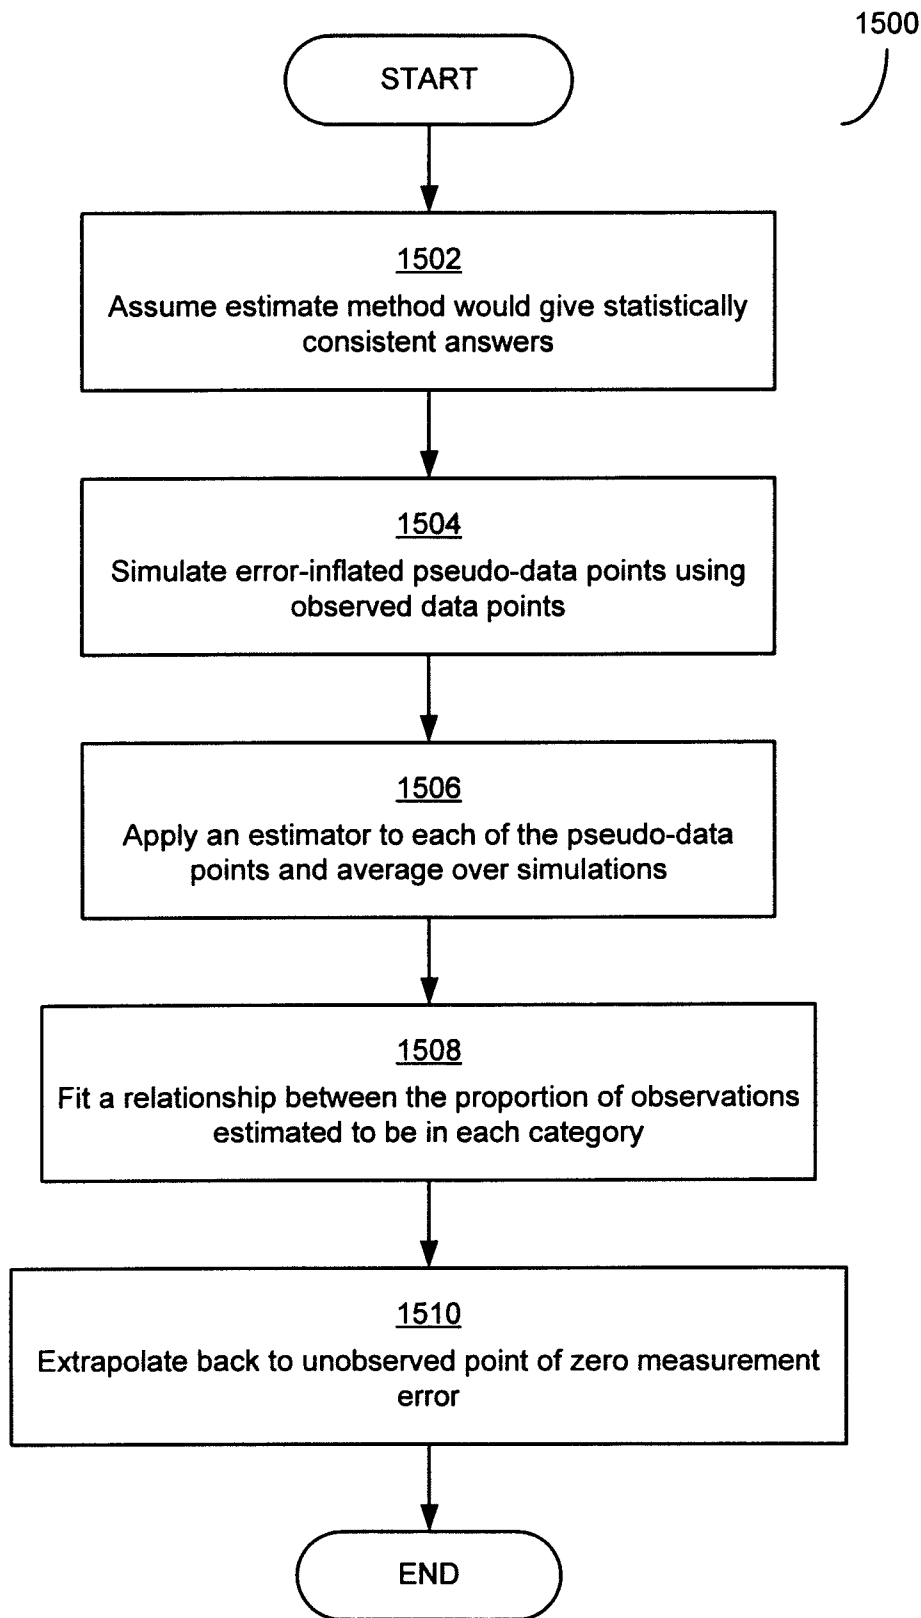 1500
START
1502
Assume estimate method would give statistically
consistent answers
1504
Simulate error-inflated pseudo-data points using
observed data points
1506
Apply an estimator to each of the pseudo-data
points and average over simulations
1508
Fit a relationship between the proportion of observations
estimated to be in each category
1510
Extrapolate back to unobserved point of zero measurement
error
END